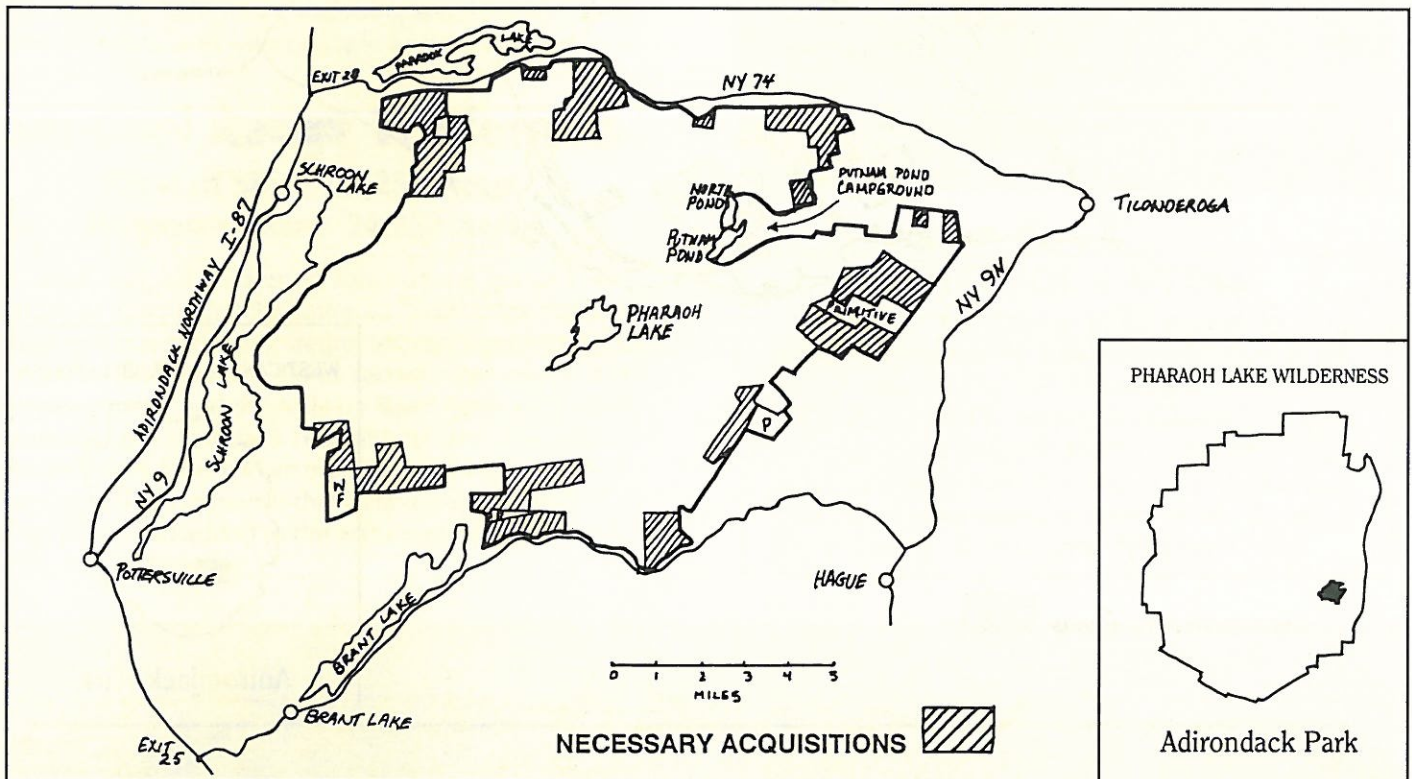 EXIT 28
PARADOX
LAKE
NY 74
SCHROON
LAKE
NORTH
POND
PUTNAM POND
CAMPGROUND
TICONDEROGA
PUTNAM
POND
ADIRONDACK NORTHWAY I-87
NY 9N
PRIMITIVE
PHARAOH
LAKE
SCHROON LAKE
NY 9
P
WF
POTTERSVILLE
HAGUE
BRANT LAKE
BRANT LAKE
EXIT
25
0 1 2 3 4 5
MILES
NECESSARY ACQUISITIONS
PHARAOH LAKE WILDERNESS
Adirondack Park